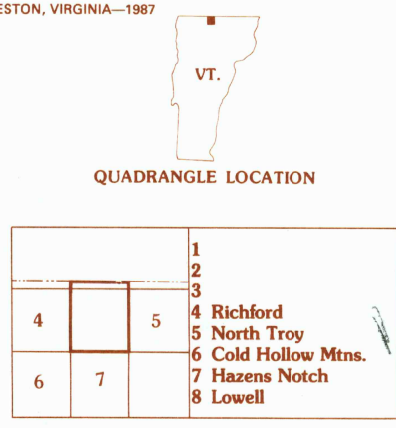 ESTON, VIRGINIA—1987
VT.
QUADRANGLE LOCATION
1
2
3
4 Richford
5 North Troy
6 Cold Hollow Mtns.
7 Hazens Notch
8 Lowell
4
5
6
7